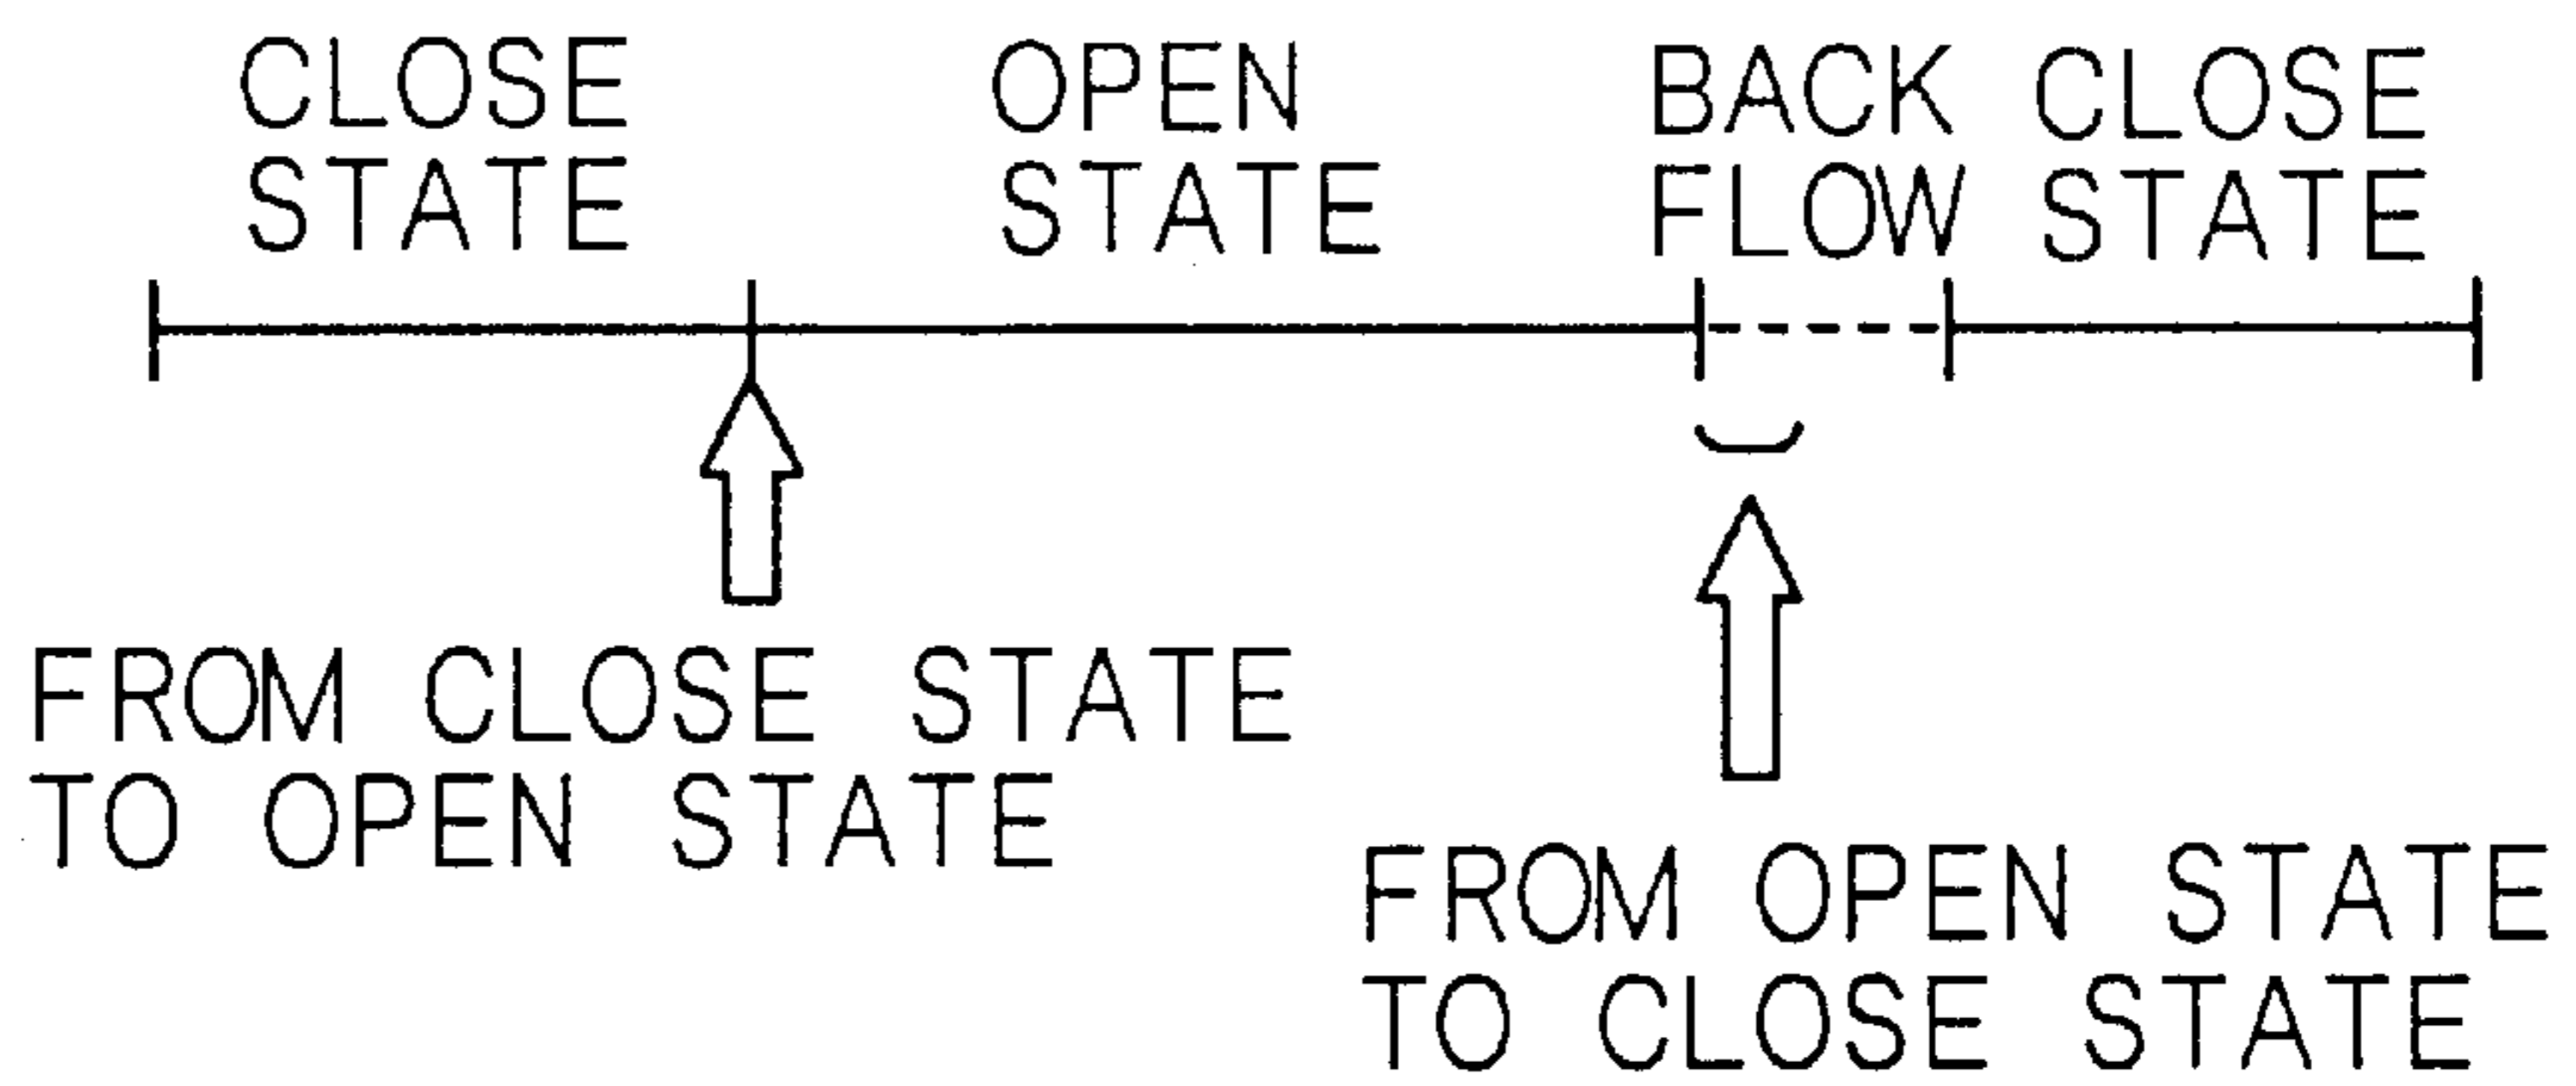 CLOSE
STATE
OPEN
STATE
BACK
FLOW
CLOSE
STATE
FROM CLOSE STATE
TO OPEN STATE
FROM OPEN STATE
TO CLOSE STATE